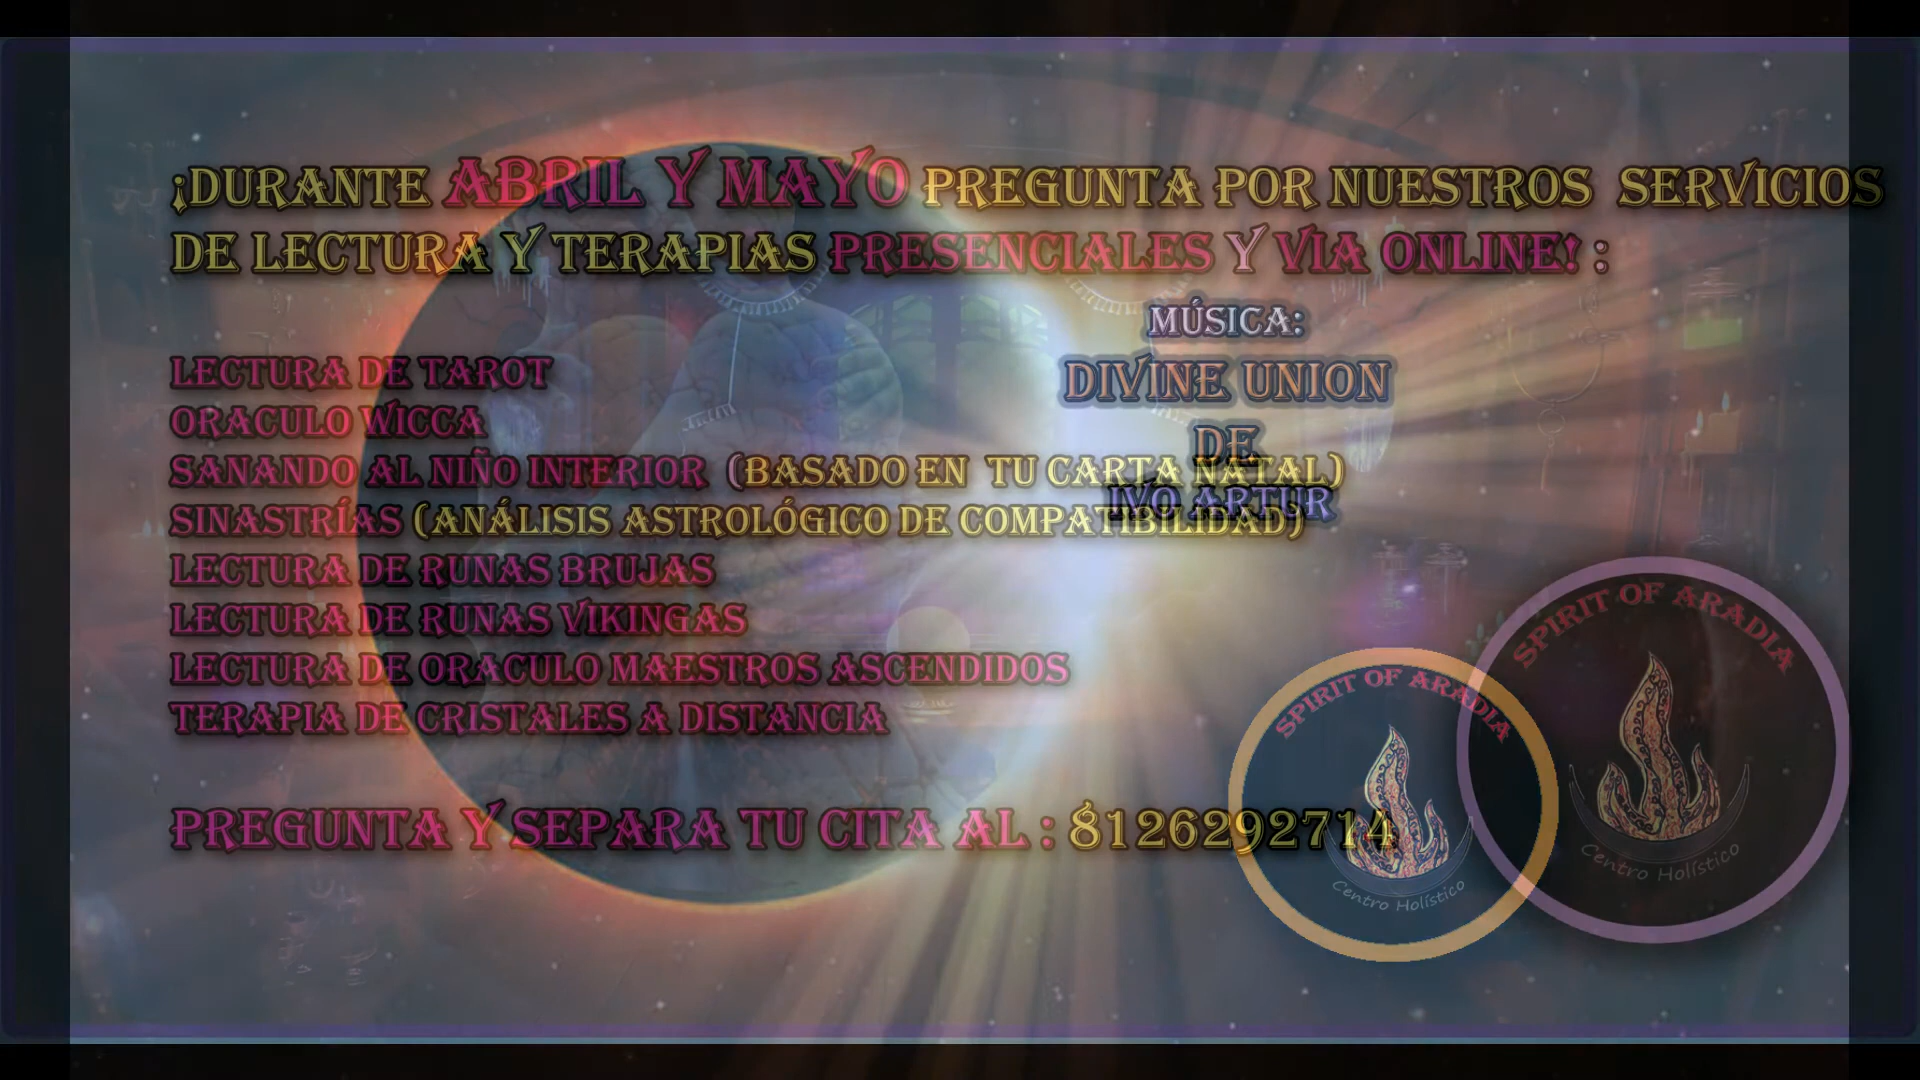 ¡DURANTE ABRIL Y MAYO PREGUNTA POR NUESTROS SERVICIOS
DE LECTURA Y TERAPIAS PRESENCIALES Y VIA ONLINE! :
MÚSICA:
DIVINE UNION
DE
IVO ARTUR
LECTURA DE TAROT
ORACULO WICCA
SANANDO AL NIÑO INTERIOR (BASADO EN TU CARTA NATAL)
SINASTRÍAS (ANÁLISIS ASTROLÓGICO DE COMPATIBILIDAD)
LECTURA DE RUNAS BRUJAS
LECTURA DE RUNAS VIKINGAS
LECTURA DE ORACULO MAESTROS ASCENDIDOS
TERAPIA DE CRISTALES A DISTANCIA
PREGUNTA Y SEPARA TU CITA AL : 8126292714
SPIRIT OF ARADIA
Centro Holístico
SPIRIT OF ARADIA
Centro Holístico